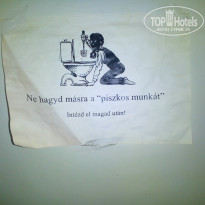 TOP Hotels
Ne hagyd másra a "piszkos munkát"
Intézd el magad után!